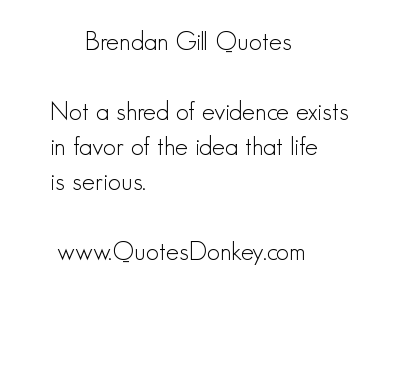 Brendan Gill Quotes
Not a shred of evidence exists
in favor of the idea that life
is serious.
www.QuotesDonkey.com